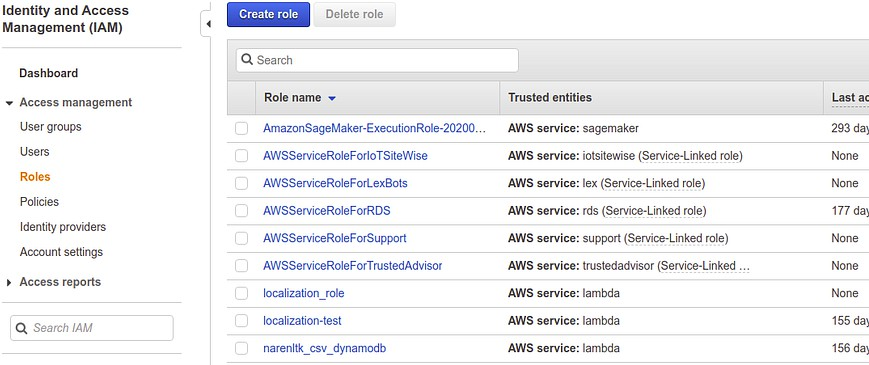 Identity and Access
Management (IAM)
Dashboard
Access management
User groups
Users
Roles
Policies
Identity providers
Account settings
Access reports
Search IAM
Create role Delete role
Search
Role name Trusted entities Last ac
AmazonSageMaker-ExecutionRole-20200... AWS service: sagemaker 293 day
AWSServiceRoleForIoTSiteWise AWS service: iotsitewise (Service-Linked role) None
AWSServiceRoleForLexBots AWS service: lex (Service-Linked role) None
AWSServiceRoleForRDS AWS service: rds (Service-Linked role) 177 day
AWSServiceRoleForSupport AWS service: support (Service-Linked role) None
AWSServiceRoleForTrustedAdvisor AWS service: trustedadvisor (Service-Linked ... None
localization_role AWS service: lambda None
localization-test AWS service: lambda 155 day
narenltk_csv_dynamodb AWS service: lambda 156 day